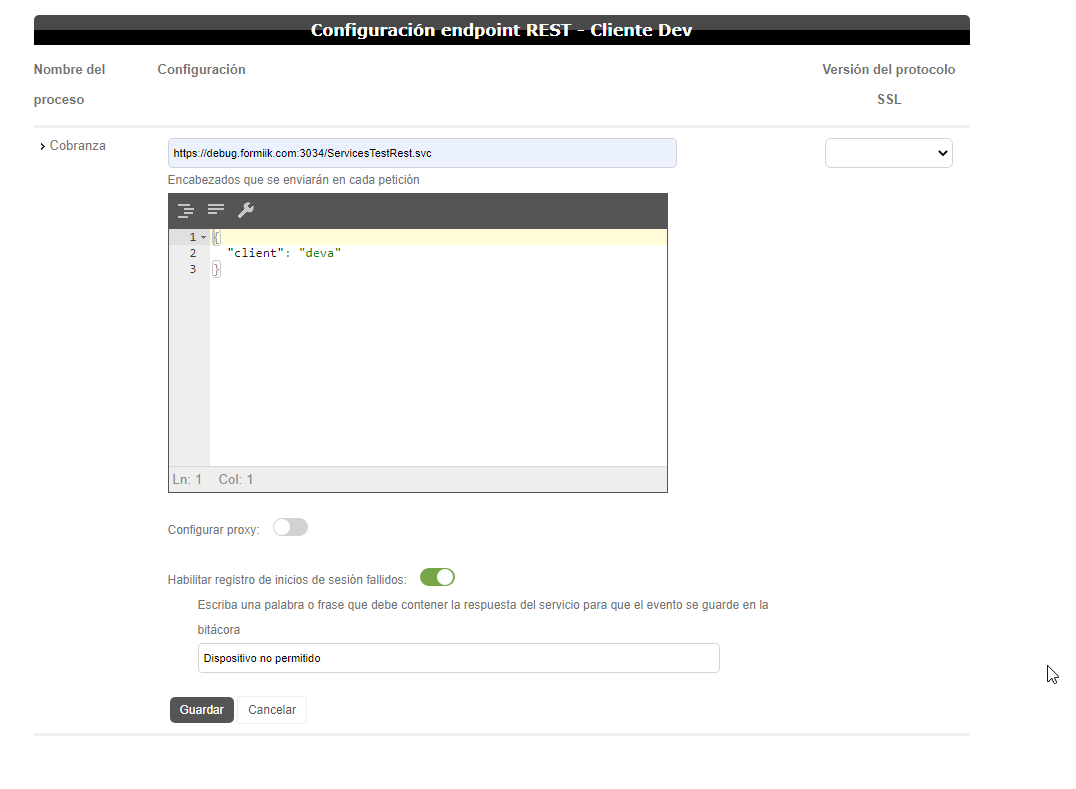 Configuración endpoint REST - Cliente Dev
Nombre del proceso
Configuración
Versión del protocolo SSL
Cobranza
https://debug.formiik.com:3034/ServicesTestRest.svc
Encabezados que se enviarán en cada petición
1 {
2 "client": "deva"
3 }
Ln: 1 Col: 1
Configurar proxy:
Habilitar registro de inicios de sesión fallidos:
Escriba una palabra o frase que debe contener la respuesta del servicio para que el evento se guarde en la
bitácora
Dispositivo no permitido
Guardar Cancelar